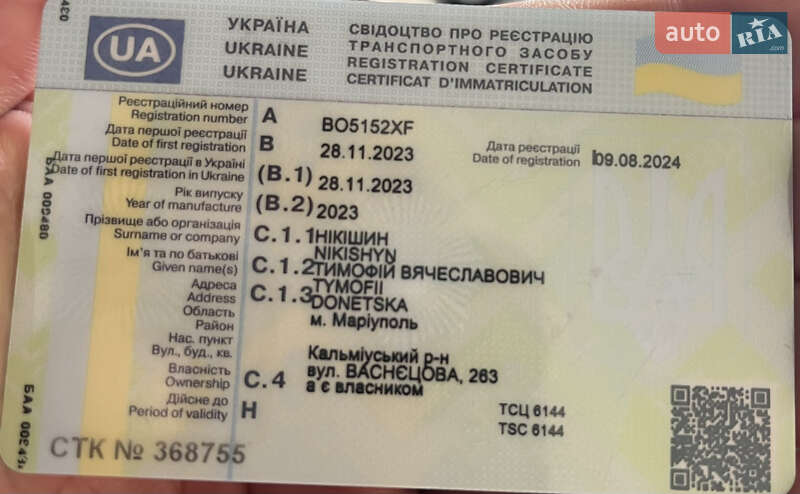 430
auto RIA.com
UA
УКРАЇНА
UKRAINE
UKRAINE
СВІДОЦТВО ПРО РЕЄСТРАЦІЮ
ТРАНСПОРТНОГО ЗАСОБУ
REGISTRATION CERTIFICATE
CERTIFICAT D'IMMATRICULATION
Реєстраційний номер
Registration number A BO5152XF
Дата першої реєстрації
Date of first registration B 28.11.2023
Дата реєстрації
Date of registration 09.08.2024
Дата першої реєстрації в Україні
Date of first registration in Ukraine (B.1) 28.11.2023
Рік випуску
Year of manufacture (B.2) 2023
Прізвище або організація
Surname or company C.1.1 НІКІШИН
NIKISHYN
Ім'я та по батькові
Given name(s) C.1.2 ТИМОФІЙ ВЯЧЕСЛАВОВИЧ
TYMOFII
Адреса
Address C.1.3 DONETSKA
Область
м. Маріуполь
Район
Нас. пункт
Вул., буд., кв.
Кальміуський р-н
вул. ВАСНЄЦОВА, 263
Власність
Ownership C.4 а є власником
Дійсне до
Period of validity H
ТСЦ 6144
TSC 6144
СТК № 368755
БАА 009480